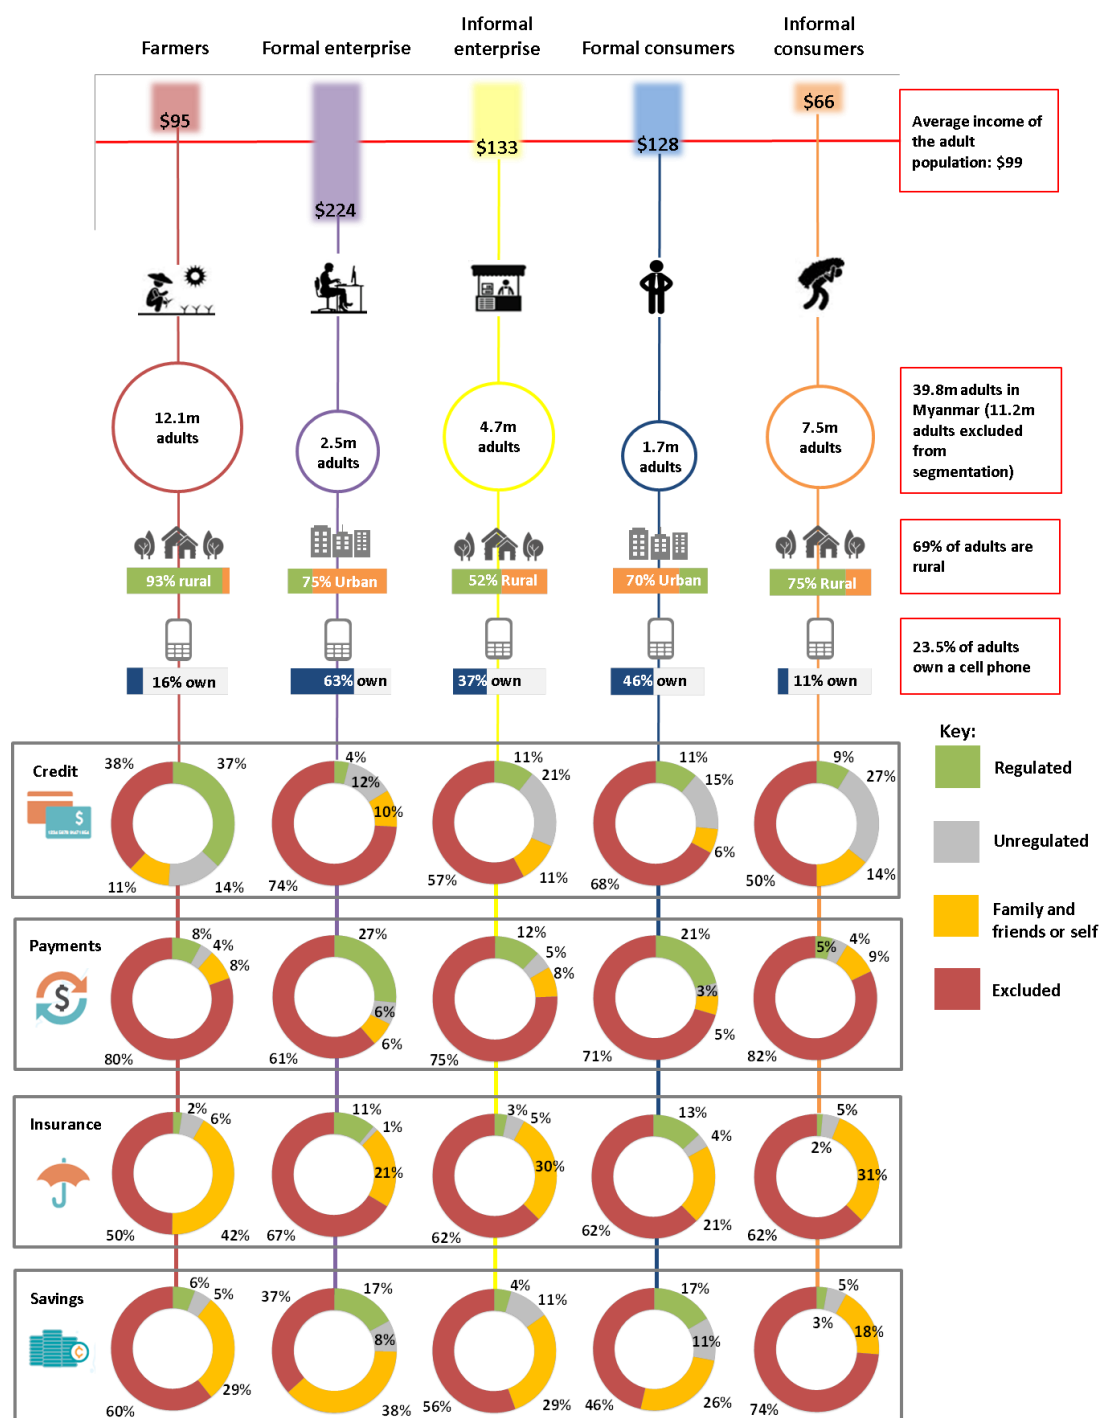 Farmers
Formal enterprise
Informal
enterprise
Formal consumers
Informal
consumers
$95
$224
$133
$128
$66
Average income of
the adult
population: $99
12.1m
adults
2.5m
adults
4.7m
adults
1.7m
adults
7.5m
adults
39.8m adults in
Myanmar (11.2m
adults excluded
from
segmentation)
93% rural
75% Urban
52% Rural
70% Urban
75% Rural
69% of adults are
rural
16% own
63% own
37% own
46% own
11% own
23.5% of adults
own a cell phone
Key:
Regulated
Unregulated
Family and
friends or self
Excluded
Credit
$
38%
37%
11%
14%
4%
12%
10%
74%
11%
21%
57%
11%
11%
15%
6%
68%
9%
27%
50%
14%
Payments
$
8%
4%
8%
80%
27%
6%
6%
61%
12%
5%
8%
75%
21%
3%
5%
71%
5%
4%
9%
82%
Insurance
2%
6%
50%
42%
11%
1%
21%
67%
3%
5%
30%
62%
13%
4%
21%
62%
5%
2%
31%
62%
Savings
6%
5%
29%
60%
37%
17%
8%
38%
4%
11%
56%
29%
17%
11%
46%
26%
5%
3%
18%
74%